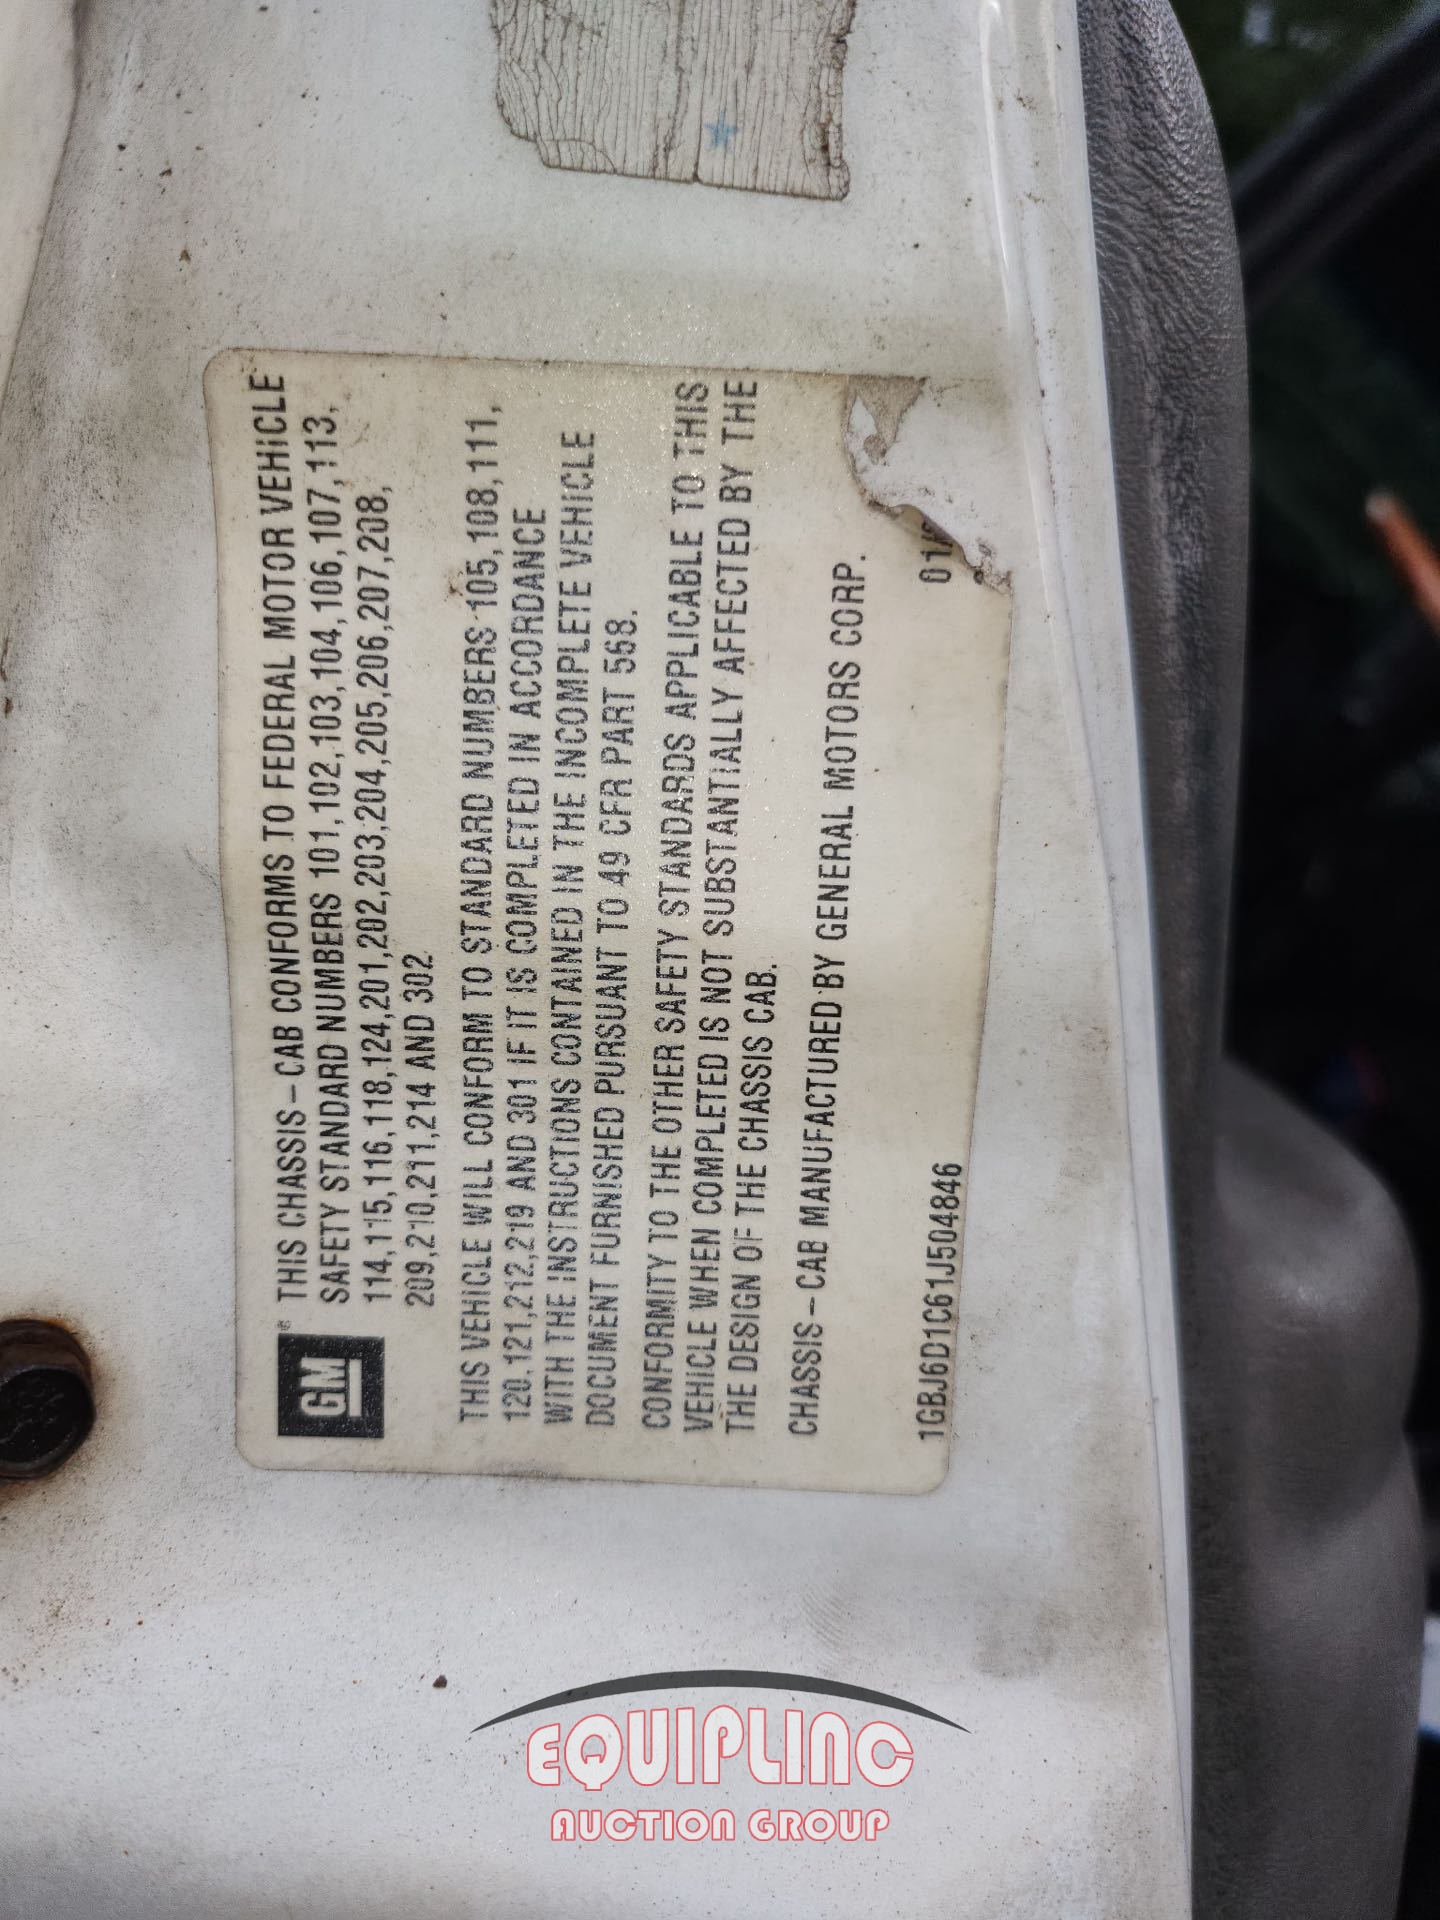 GM®
THIS CHASSIS-CAB CONFORMS TO FEDERAL MOTOR VEHICLE
SAFETY STANDARD NUMBERS 101,102,103,104,106,107,113,
114,115,116,118,124,201,202,203,204,205,206,207,208,
209,210,211,214 AND 302
THIS VEHICLE WILL CONFORM TO STANDARD NUMBERS 105,108,111,
120,121,212,219 AND 301 IF IT IS COMPLETED IN ACCORDANCE
WITH THE INSTRUCTIONS CONTAINED IN THE INCOMPLETE VEHICLE
DOCUMENT FURNISHED PURSUANT TO 49 CFR PART 568.
CONFORMITY TO THE OTHER SAFETY STANDARDS APPLICABLE TO THIS
VEHICLE WHEN COMPLETED IS NOT SUBSTANTIALLY AFFECTED BY THE
THE DESIGN OF THE CHASSIS CAB.
CHASSIS-CAB MANUFACTURED BY GENERAL MOTORS CORP.
1GBJ6D1C61J504846 01/
EQUIPLINC
AUCTION GROUP